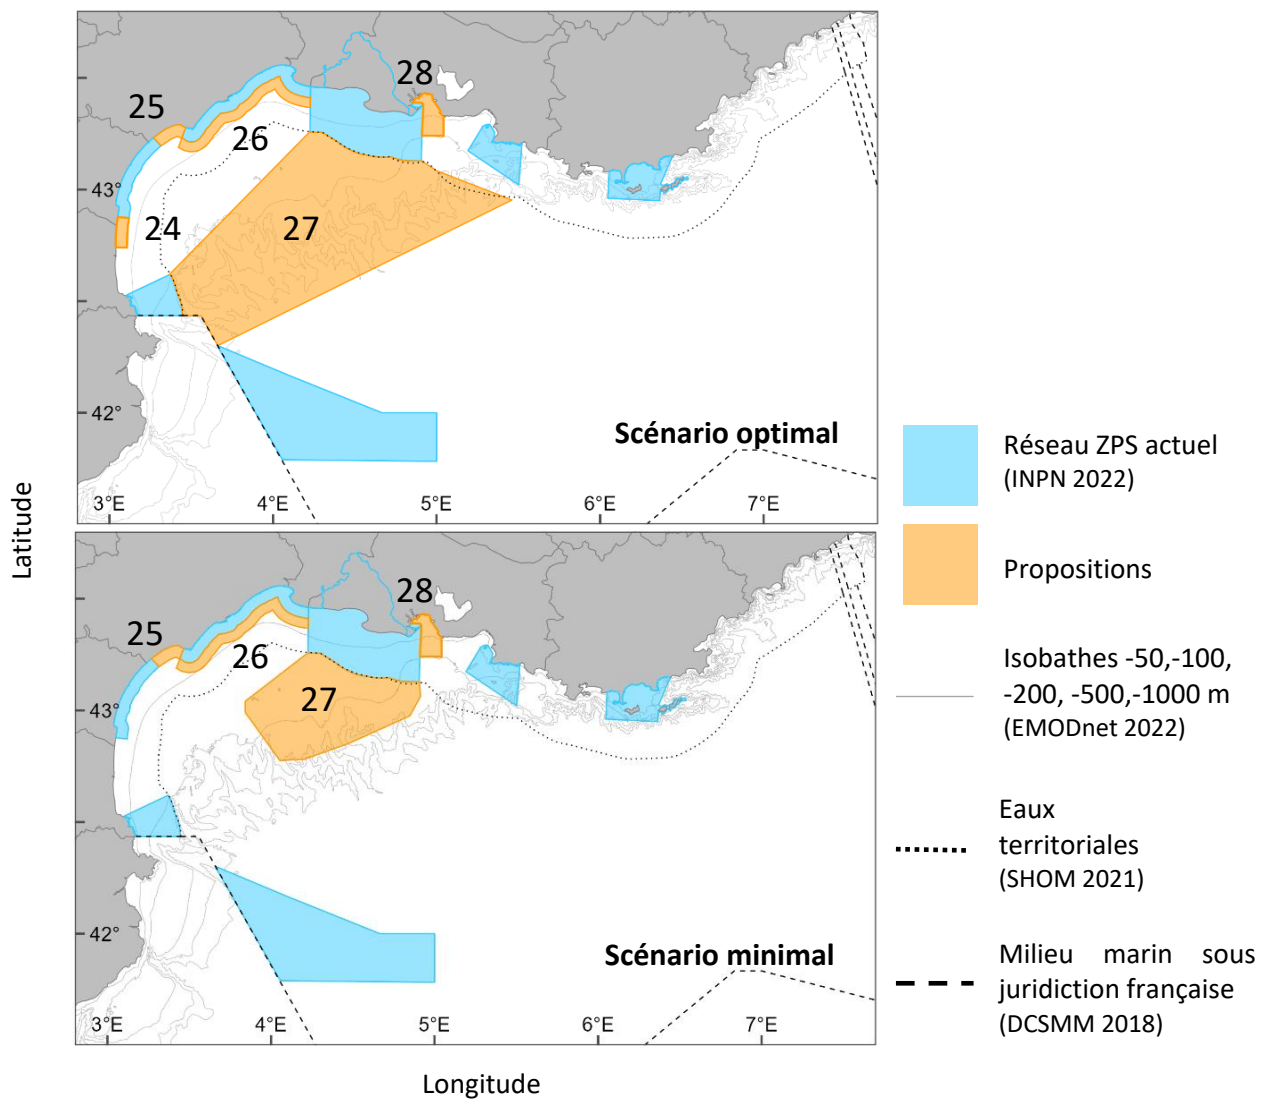 28
25
26
43°
24
27
42°
Scénario optimal
3°E
4°E
5°E
6°E
7°E
Latitude
28
25
26
27
43°
42°
Scénario minimal
3°E
4°E
5°E
6°E
7°E
Longitude
Réseau ZPS actuel
(INPN 2022)
Propositions
Isobathes -50,-100,
-200, -500,-1000 m
(EMODnet 2022)
Eaux
territoriales
(SHOM 2021)
Milieu marin sous
juridiction française
(DCSMM 2018)